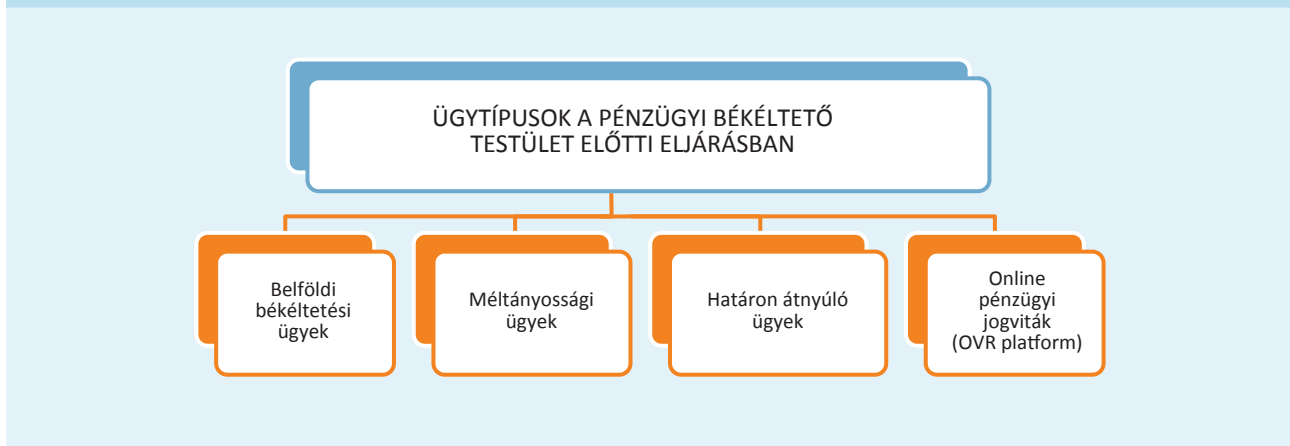 ÜGYTÍPUSOK A PÉNZÜGYI BÉKÉLTETŐ
TESTÜLET ELŐTTI ELJÁRÁSBAN
Belföldi
békéltetési
ügyek
Méltányossági
ügyek
Határon átnyúló
ügyek
Online
pénzügyi
jogviták
(OVR platform)